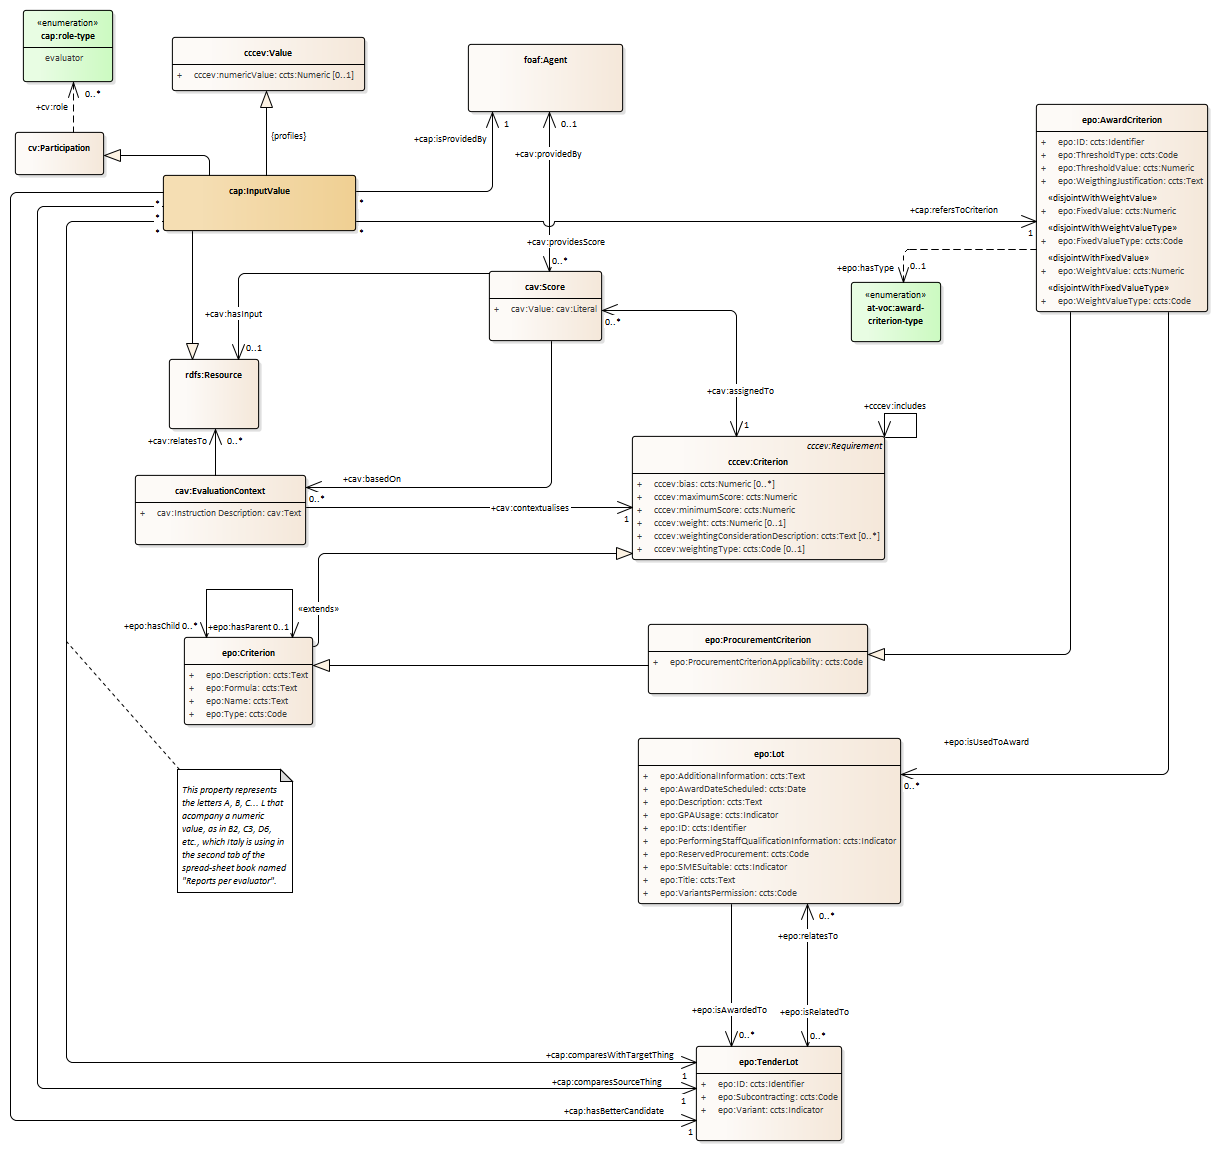 «enumeration»
cap:role-type
evaluator
0..*
+cv:role
cv:Participation
cccev:Value
+ cccev:numericValue: ccts:Numeric [0..1]
{profiles}
foaf:Agent
+cap:isProvidedBy
1
0..1
+cav:providedBy
cap:InputValue
+cap:refersToCriterion
1
epo:AwardCriterion
+ epo:ID: ccts:Identifier
+ epo:ThresholdType: ccts:Code
+ epo:ThresholdValue: ccts:Numeric
+ epo:WeigthingJustification: ccts:Text
«disjointWithWeightValue»
+ epo:FixedValue: ccts:Numeric
«disjointWithWeightValueType»
+ epo:FixedValueType: ccts:Code
«disjointWithFixedValue»
+ epo:WeightValue: ccts:Numeric
«disjointWithFixedValueType»
+ epo:WeightValueType: ccts:Code
+epo:hasType
0..1
«enumeration»
at-voc:award-
criterion-type
+cav:providesScore
0..*
cav:Score
+ cav:Value: cav:Literal
0..*
+cav:hasInput
0..1
rdfs:Resource
+cav:relatesTo
0..*
+cav:assignedTo
1
+cccev:includes
cccev:Requirement
cccev:Criterion
+ cccev:bias: ccts:Numeric [0..*]
+ cccev:maximumScore: ccts:Numeric
+ cccev:minimumScore: ccts:Numeric
+ cccev:weight: ccts:Numeric [0..1]
+ cccev:weightingConsiderationDescription: ccts:Text [0..*]
+ cccev:weightingType: ccts:Code [0..1]
cav:EvaluationContext
+ cav:Instruction Description: cav:Text
+cav:basedOn
0..*
+cav:contextualises
1
«extends»
+epo:hasChild 0..*
+epo:hasParent 0..1
epo:Criterion
+ epo:Description: ccts:Text
+ epo:Formula: ccts:Text
+ epo:Name: ccts:Text
+ epo:Type: ccts:Code
epo:ProcurementCriterion
+ epo:ProcurementCriterionApplicability: ccts:Code
+epo:isUsedToAward
0..*
epo:Lot
+ epo:AdditionalInformation: ccts:Text
+ epo:AwardDateScheduled: ccts:Date
+ epo:Description: ccts:Text
+ epo:GPAUsage: ccts:Indicator
+ epo:ID: ccts:Identifier
+ epo:PerformingStaffQualificationInformation: ccts:Indicator
+ epo:ReservedProcurement: ccts:Code
+ epo:SMESuitable: ccts:Indicator
+ epo:Title: ccts:Text
+ epo:VariantsPermission: ccts:Code
This property represents
the letters A, B, C... L that
acompany a numeric
value, as in B2, C3, D6,
etc., which Italy is using in
the second tab of the
spread-sheet book named
"Reports per evaluator".
0..*
+epo:relatesTo
+epo:isAwardedTo
0..*
+epo:isRelatedTo
0..*
+cap:comparesWithTargetThing
1
+cap:comparesSourceThing
1
+cap:hasBetterCandidate
1
epo:TenderLot
+ epo:ID: ccts:Identifier
+ epo:Subcontracting: ccts:Code
+ epo:Variant: ccts:Indicator